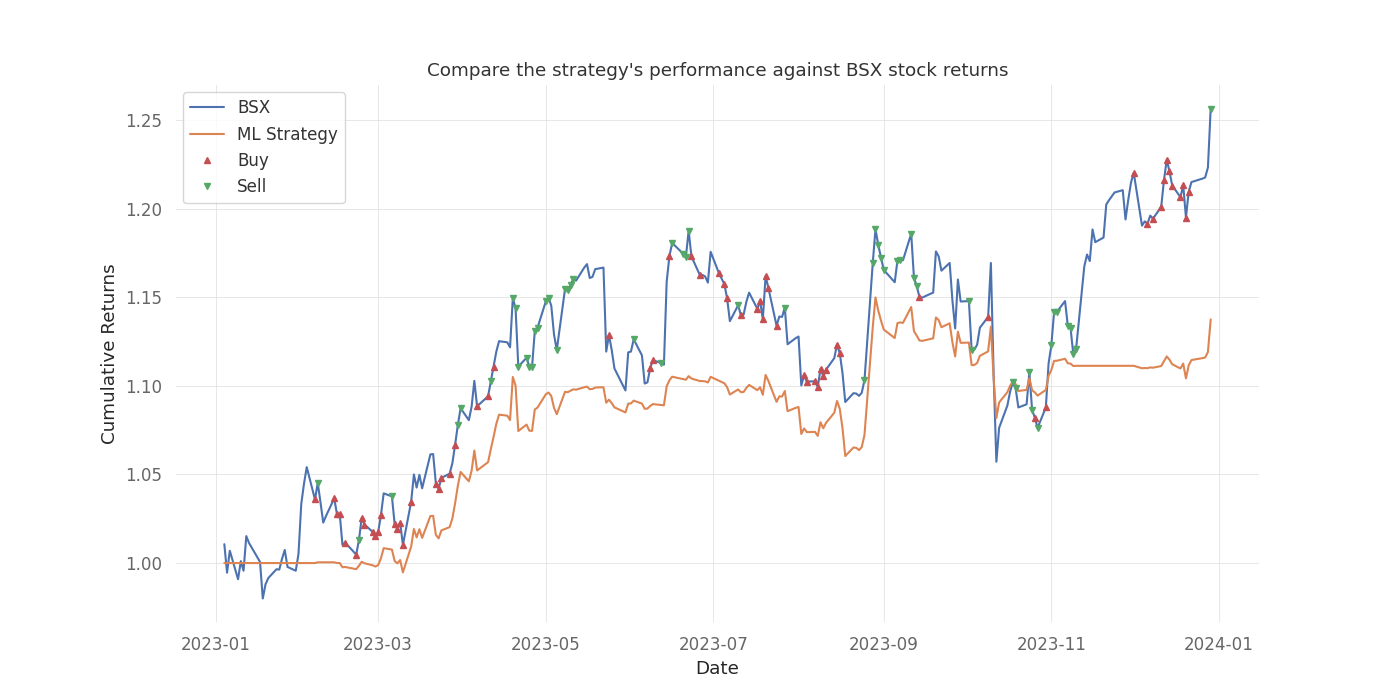 Compare the strategy's performance against BSX stock returns
BSX
ML Strategy
Buy
Sell
Cumulative Returns
1.25
1.20
1.15
1.10
1.05
1.00
2023-01
2023-03
2023-05
2023-07
2023-09
2023-11
2024-01
Date